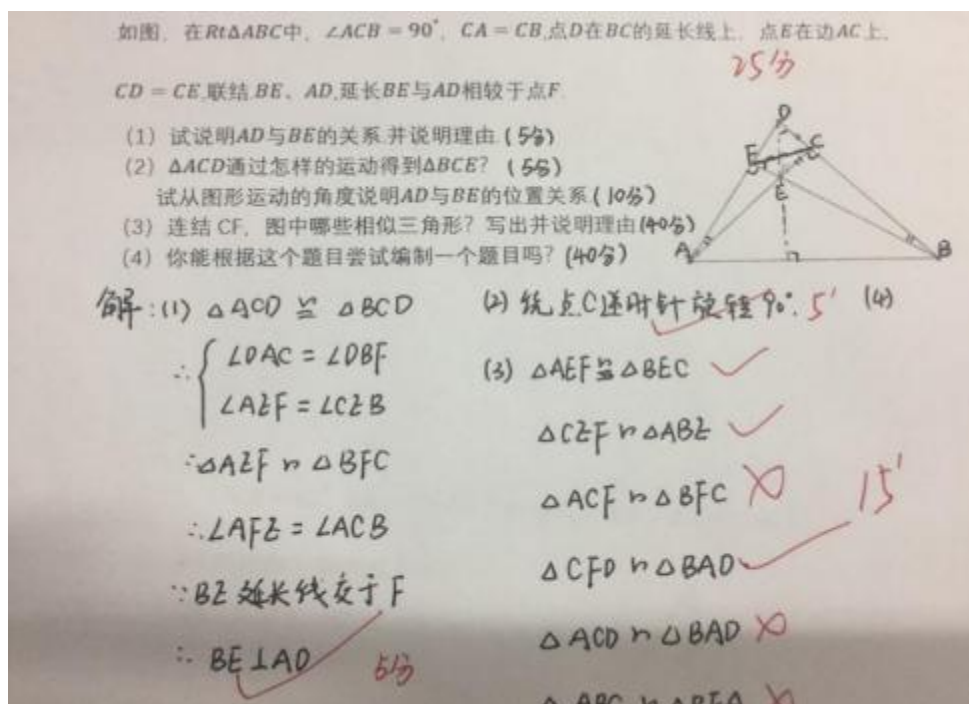 如图，在Rt△ABC中，∠ACB = 90°，CA = CB,点D在BC的延长线上，点E在边AC上，
25分
CD = CE,联结BE、AD,延长BE与AD相较于点F.
（1）试说明AD与BE的关系,并说明理由.(5分)
（2）△ACD通过怎样的运动得到△BCE？(5分)
试从图形运动的角度说明AD与BE的位置关系(10分)
（3）连结 CF，图中哪些相似三角形？写出并说明理由(40分)
（4）你能根据这个题目尝试编制一个题目吗？(40分)
D
F
C
E
A
B
解:(1) △ACD ≌ △BCD
∴ ∠DAC = ∠DBF
∠AEF = ∠CEB
∴△AEF ∽ △BFC
∴∠AFE = ∠ACB
∵BE 延长线交于F
∴ BE⊥AD
5分
(2) 绕点C逆时针旋转90°. 5'
(3) △AEF∽△BEC
△CEF ∽ △ABE
△ACF ∽ △BFC
15'
△CFD ∽ △BAD
△ACD ∽ △BAD
△ABC ∽ △BEA
(4)